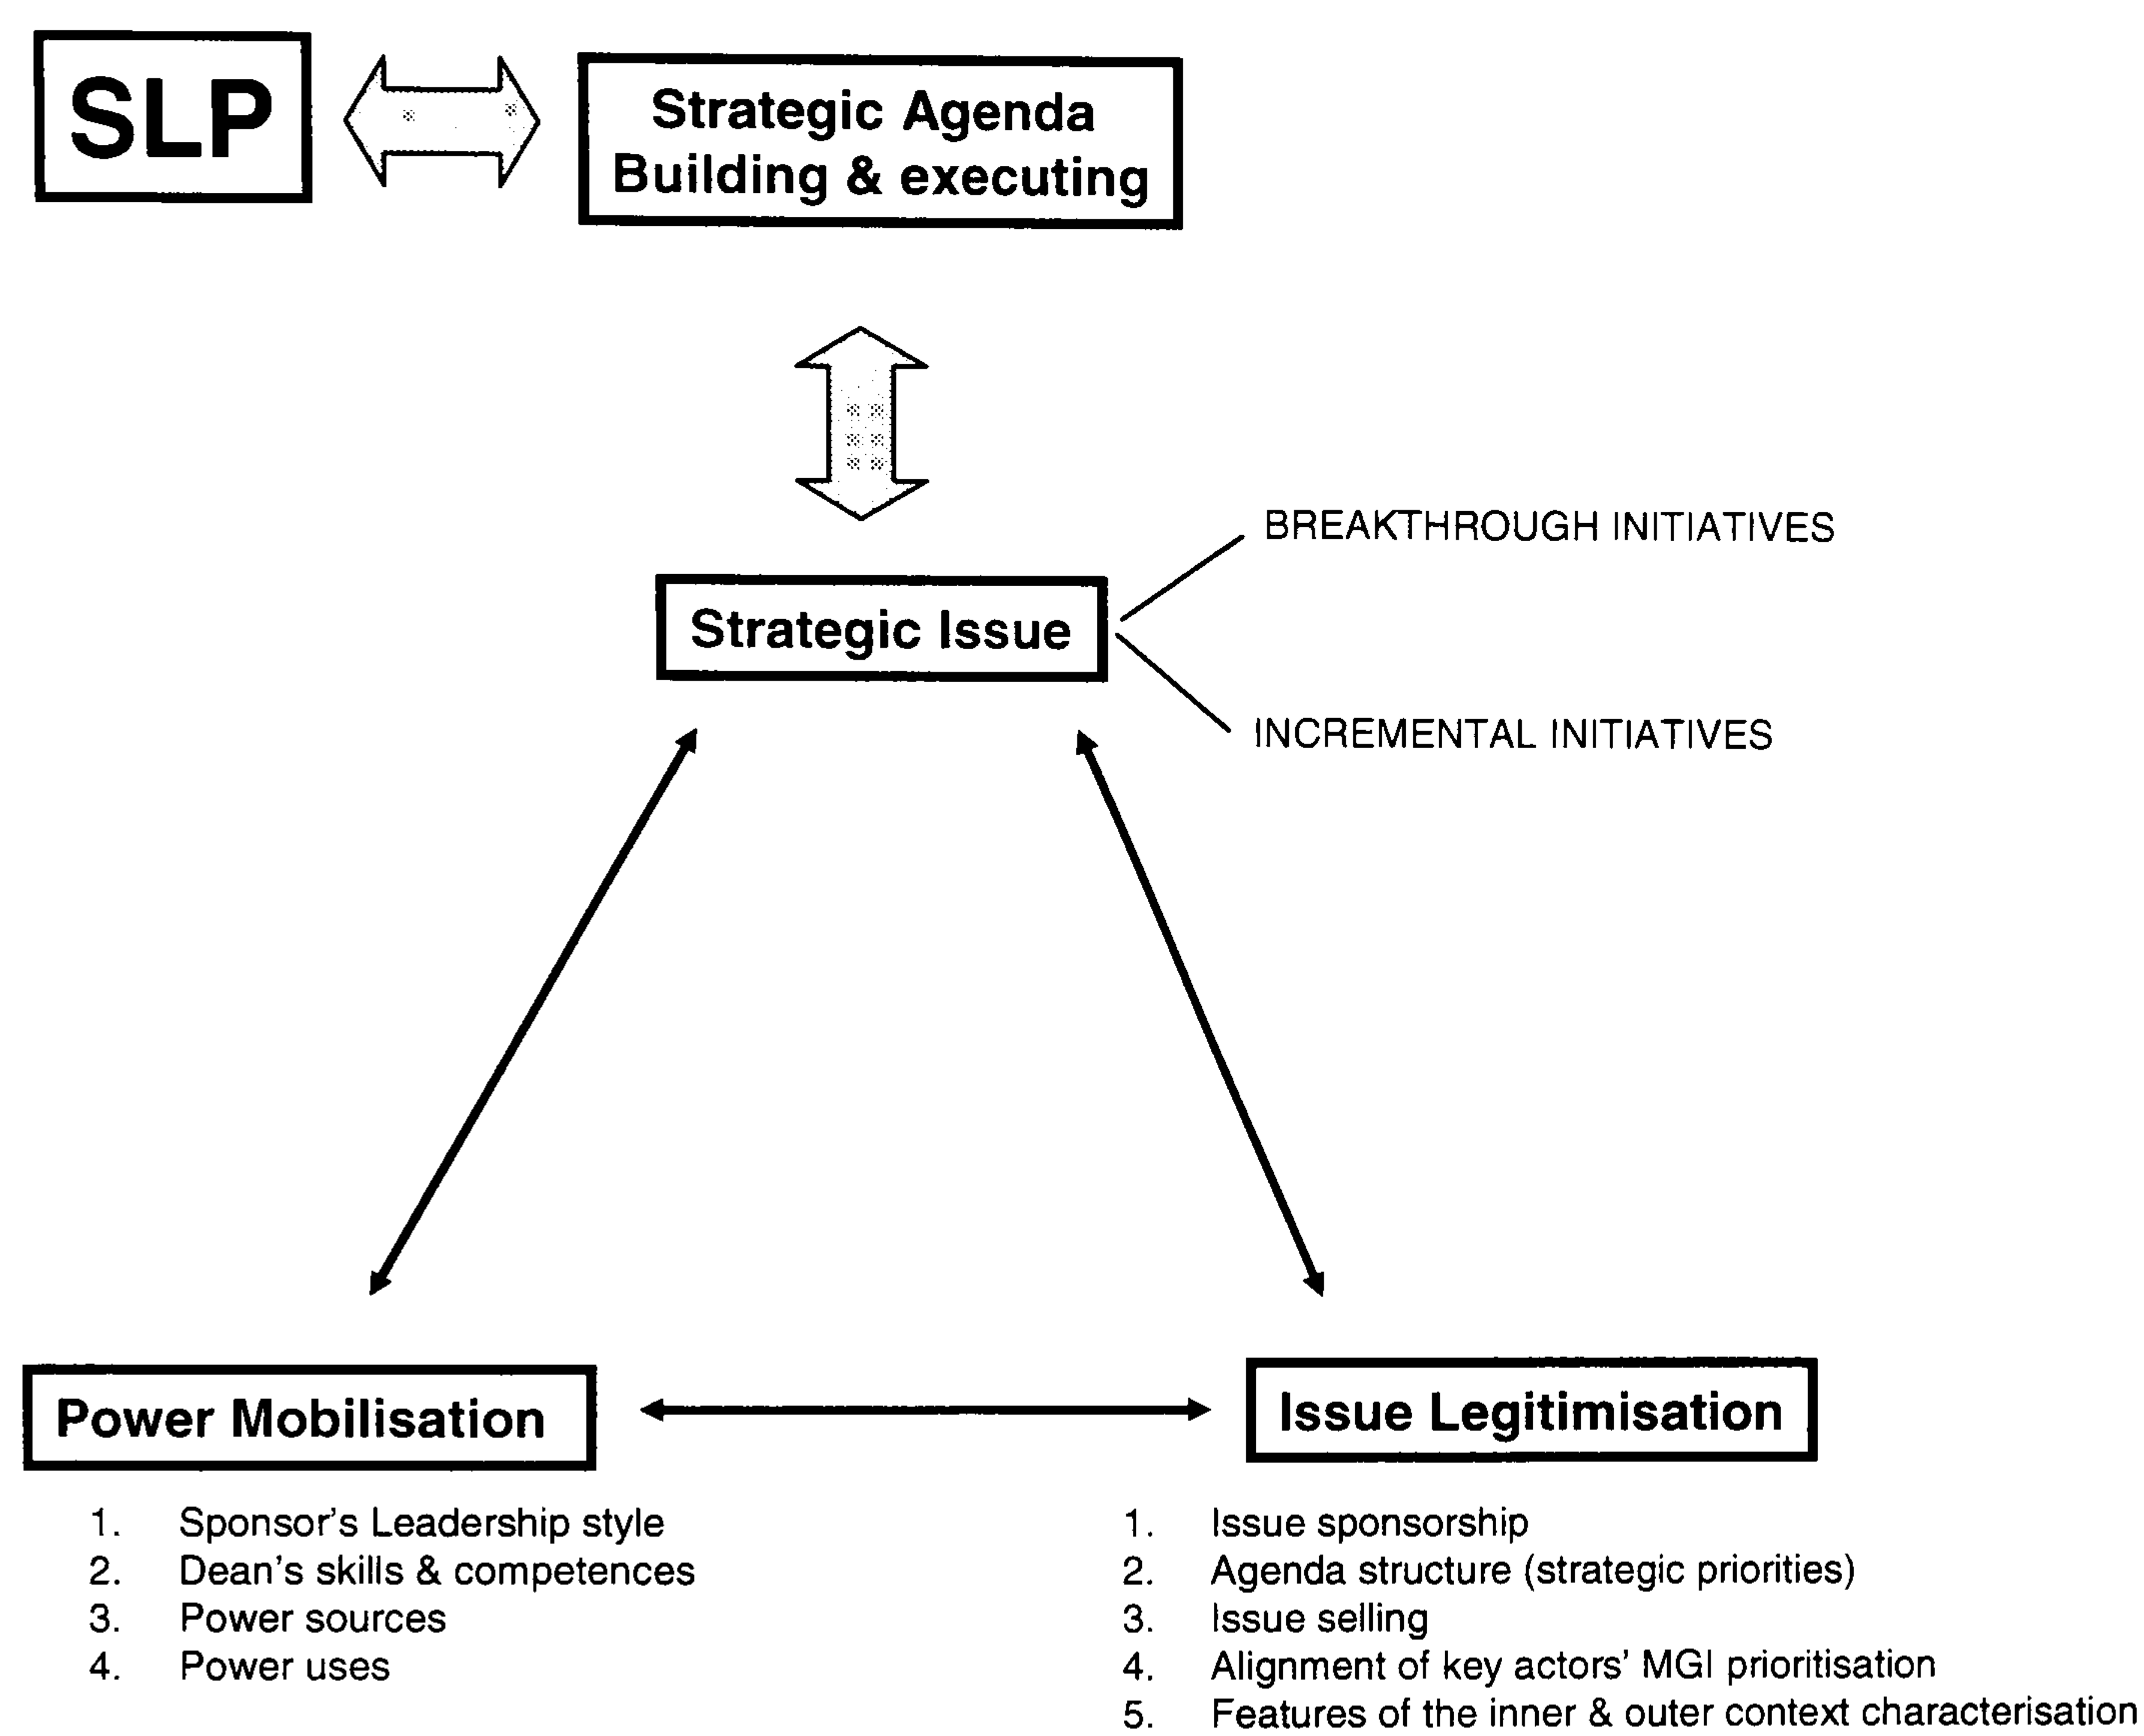 SLP
Strategic Agenda
Building & executing
BREAKTHROUGH INITIATIVES
Strategic Issue
INCREMENTAL INITIATIVES
Power Mobilisation
1. Sponsor's Leadership style
2. Dean's skills & competences
3. Power sources
4. Power uses
Issue Legitimisation
1. Issue sponsorship
2. Agenda structure (strategic priorities)
3. Issue selling
4. Alignment of key actors' MGI prioritisation
5. Features of the inner & outer context characterisation